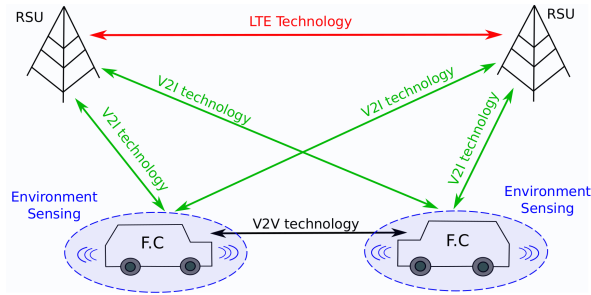 RSU
LTE Technology
RSU
V2I technology
V2I technology
V2I technology
V2I technology
Environment
Sensing
Environment
Sensing
V2V technology
F.C
F.C